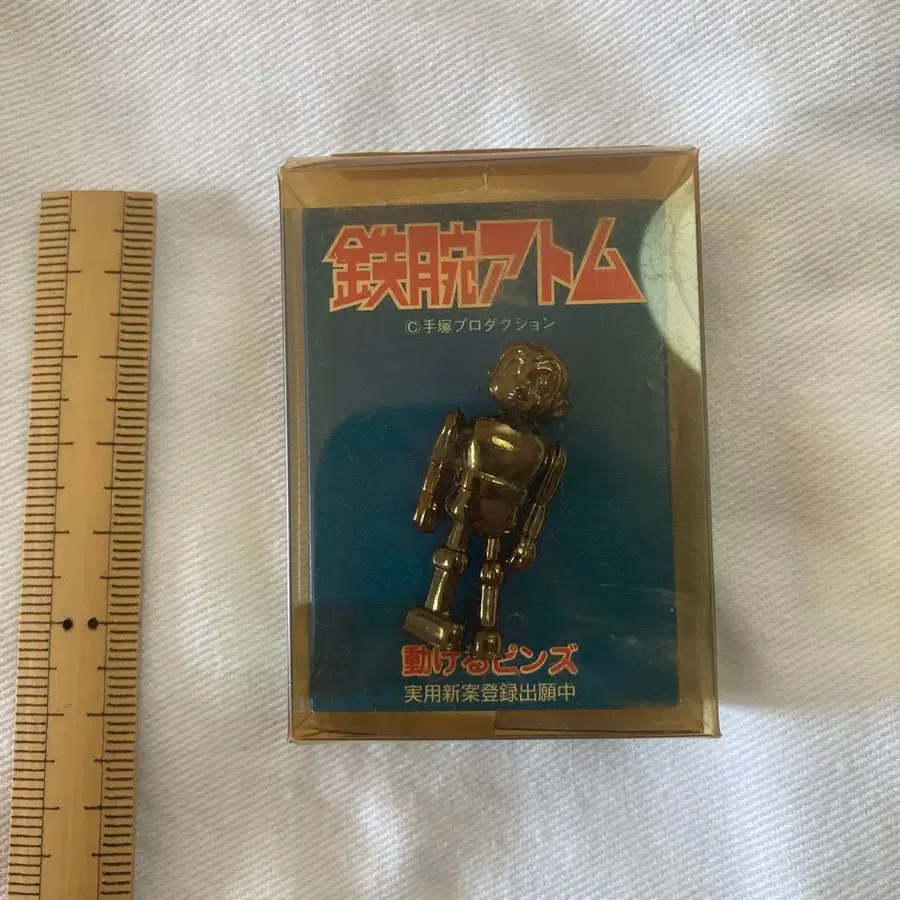 鉄腕アトム
©手塚プロダクション
動けるピンズ
実用新案登録出願中